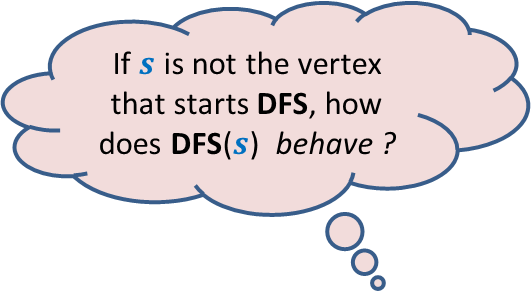 If s is not the vertex
that starts DFS, how
does DFS(s) behave ?